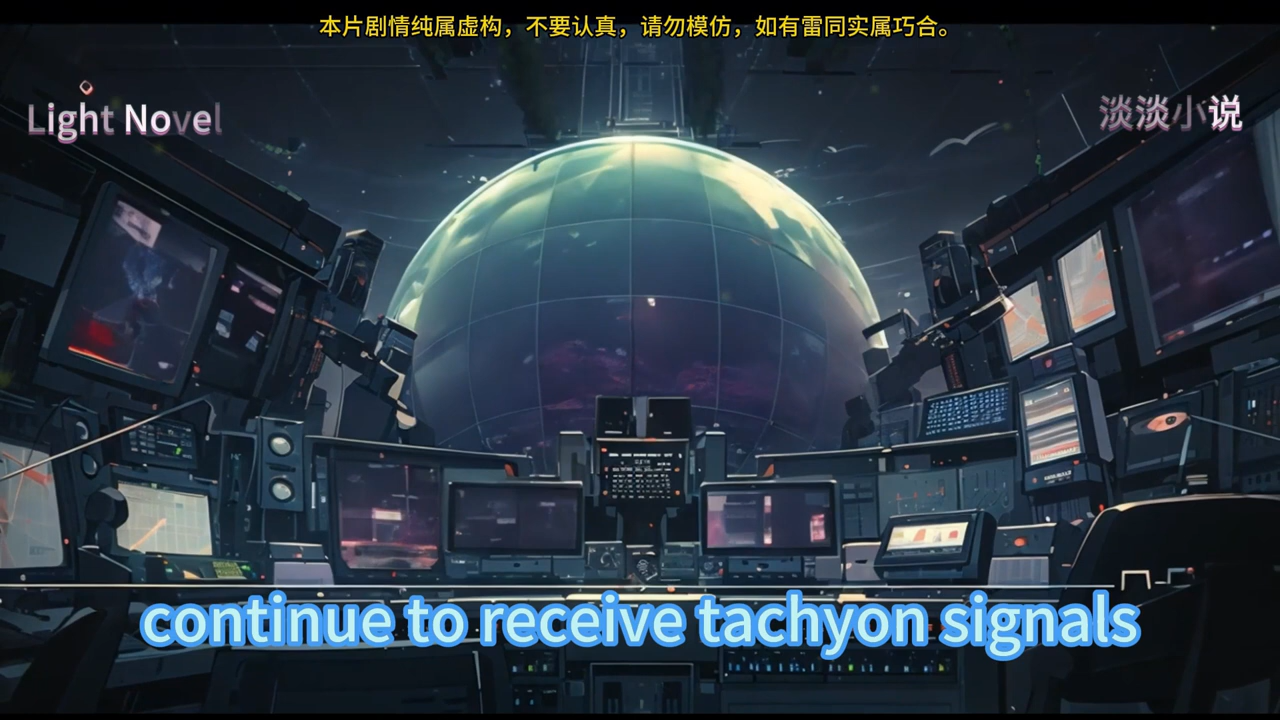 本片剧情纯属虚构，不要认真，请勿模仿，如有雷同实属巧合。
Light Novel
淡淡小说
continue to receive tachyon signals